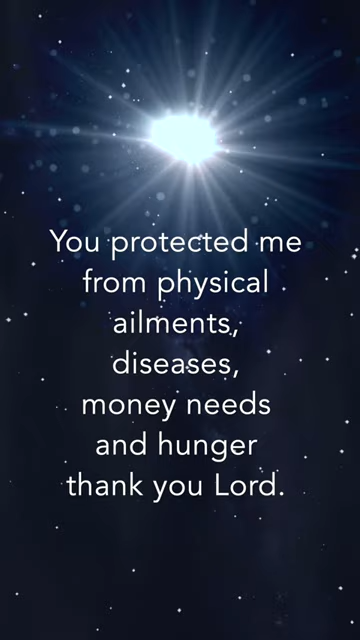 You protected me
from physical
ailments,
diseases,
money needs
and hunger
thank you Lord.